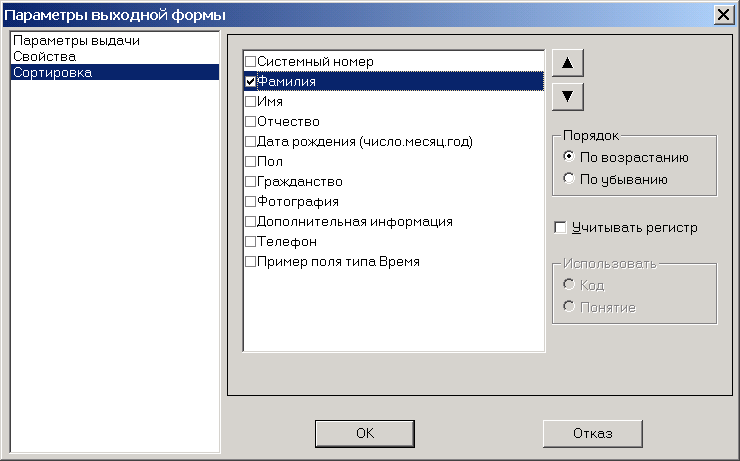 Параметры выходной формы
Параметры выдачи
Свойства
Сортировка
Системный номер
Фамилия
Имя
Отчество
Дата рождения (число.месяц.год)
Пол
Гражданство
Фотография
Дополнительная информация
Телефон
Пример поля типа Время
Порядок
По возрастанию
По убыванию
Учитывать регистр
Использовать
Код
Понятие
OK
Отказ